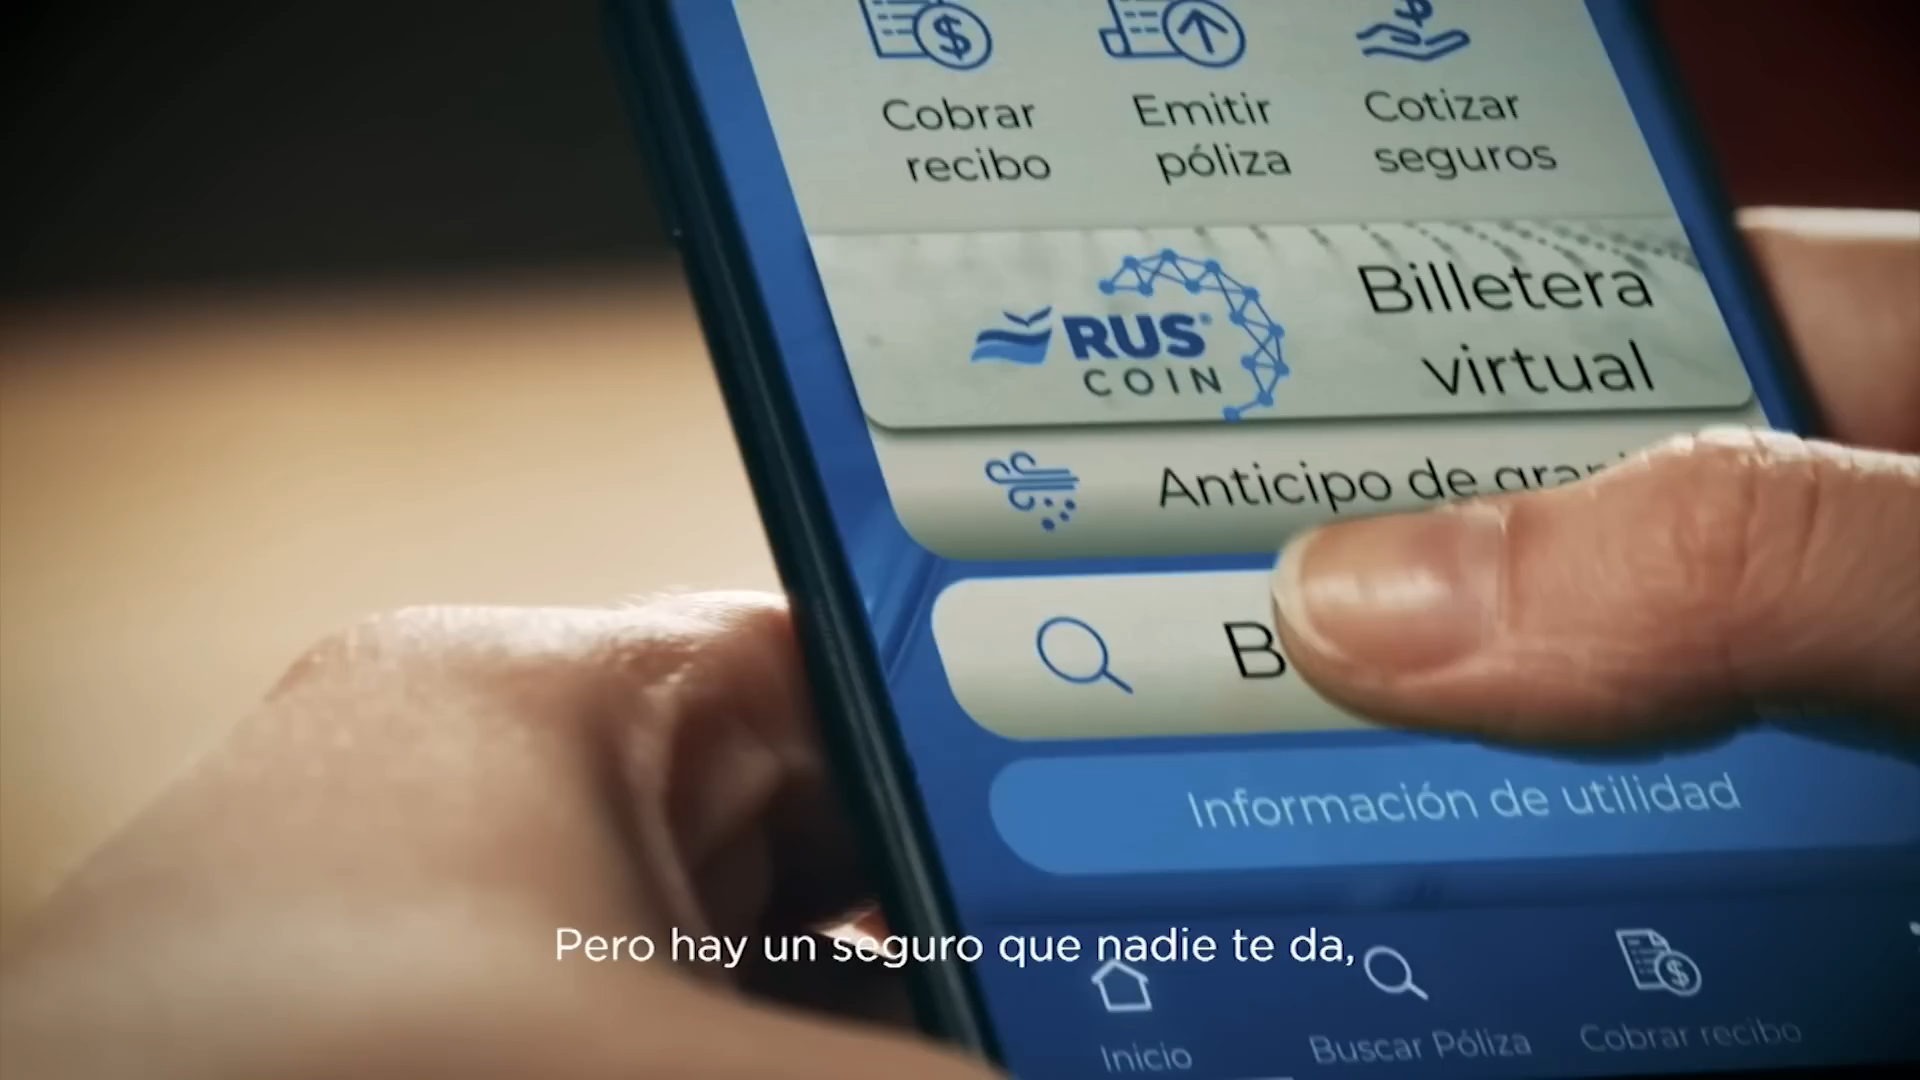 Cobrar
recibo
Emitir
póliza
Cotizar
seguros
RUS
COIN
Billetera
virtual
Anticipo de
Información de utilidad
Pero hay un seguro que nadie te da,
Inicio
Buscar Póliza
Cobrar recibo